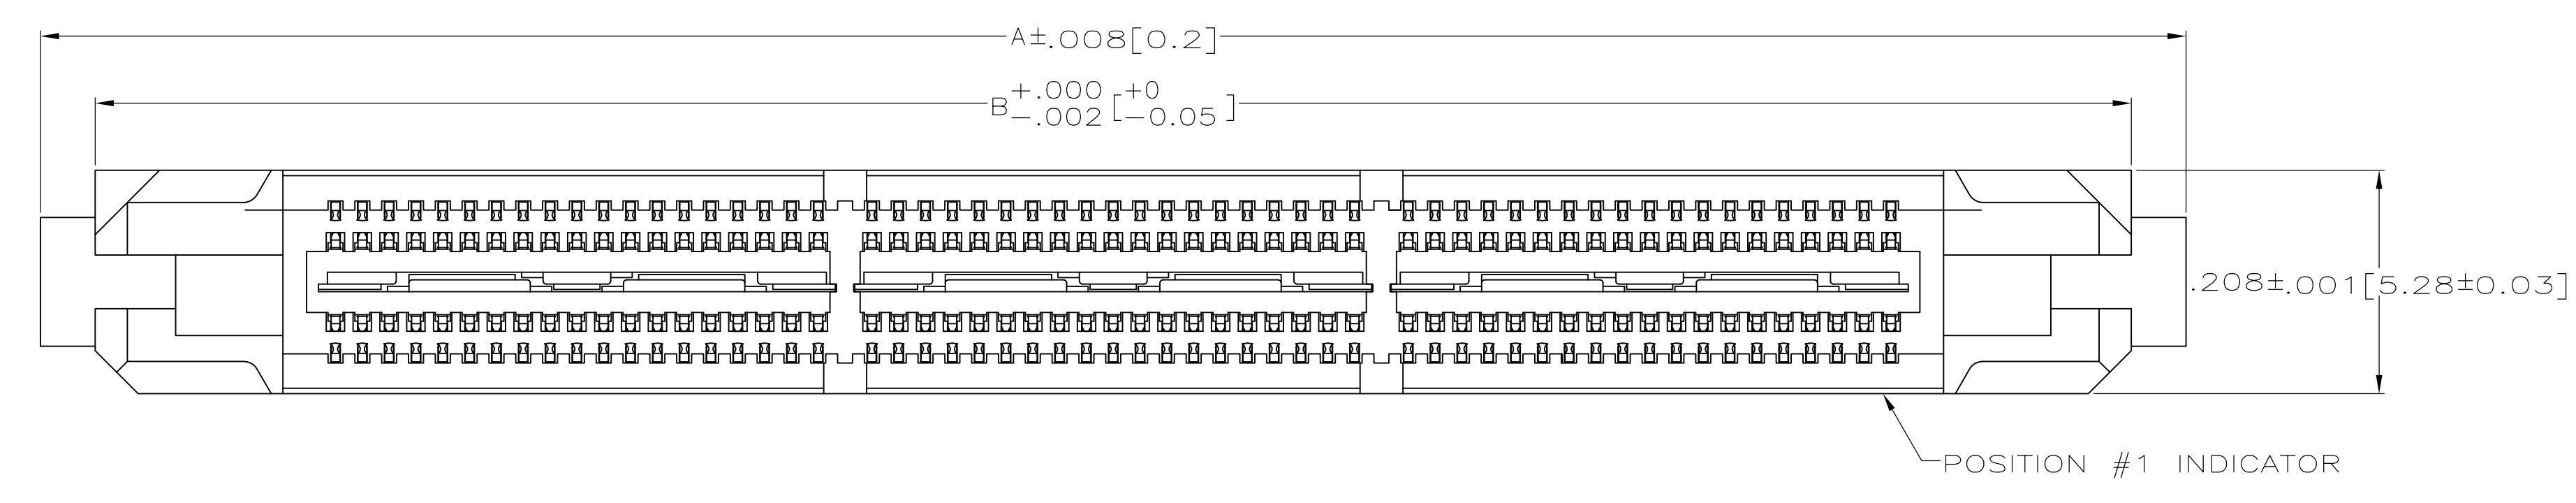 A±.008[0.2]
B +.000 -.002 [+0 -0.05]
.208±.001[5.28±0.03]
POSITION #1 INDICATOR